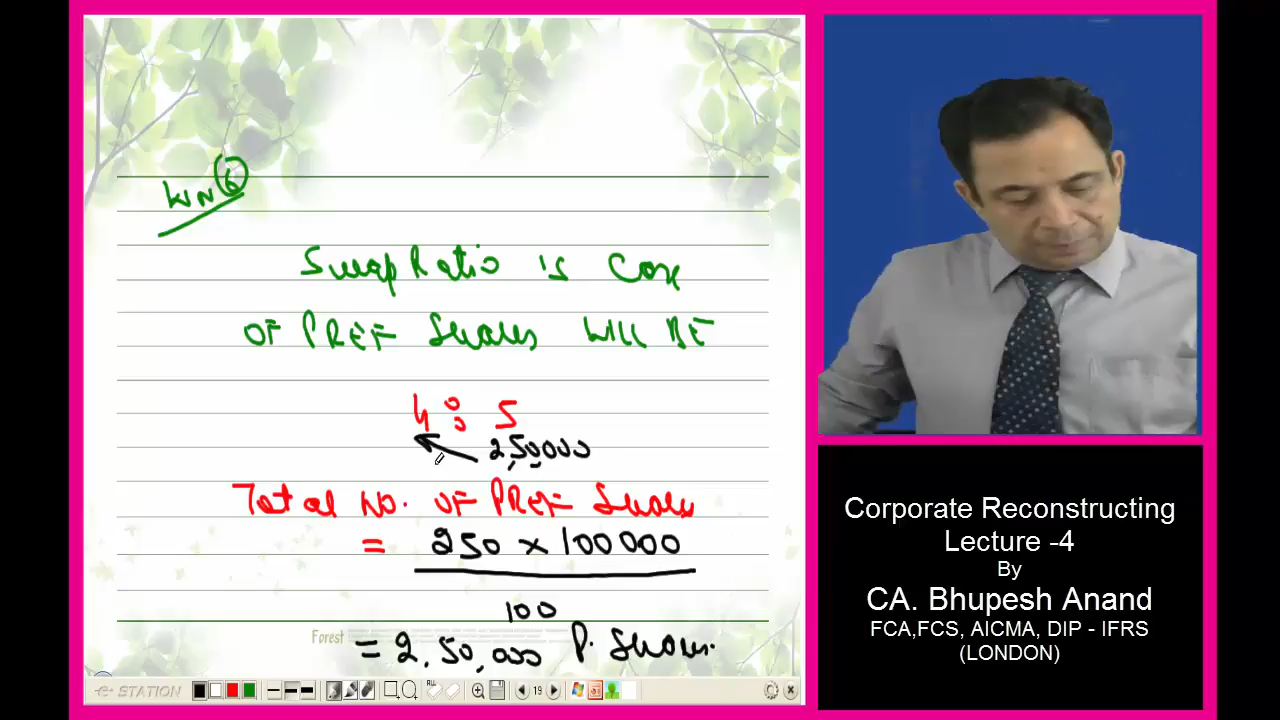 WN 6
Swap Ratio is Case
OF PREF Shares WILL BE
4 : 5
2,50,000
Total No. OF PREF Shares
= 250 × 100000
100
Forest
= 2,50,000 P. Shares.
e-STATION
19
Corporate Reconstructing
Lecture -4
By
CA. Bhupesh Anand
FCA,FCS, AICMA, DIP - IFRS
(LONDON)